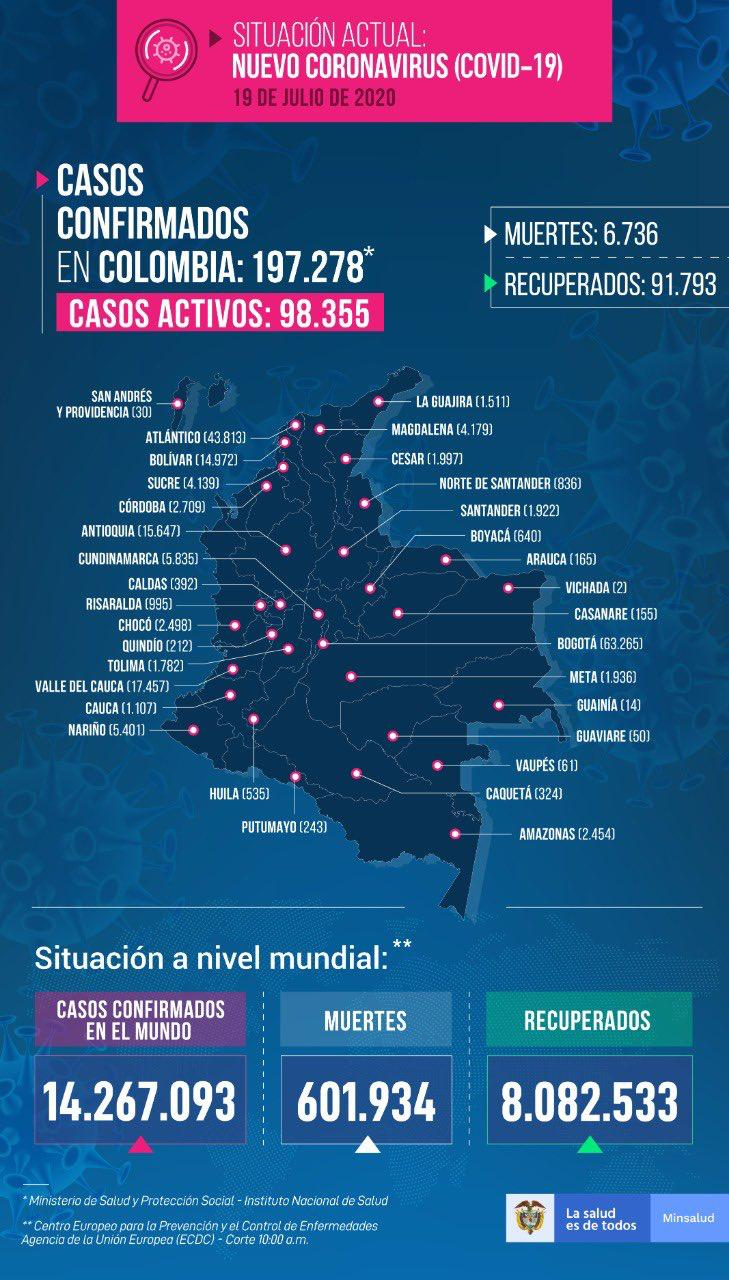 SITUACIÓN ACTUAL:
NUEVO CORONAVIRUS (COVID-19)
19 DE JULIO DE 2020
CASOS
CONFIRMADOS
EN COLOMBIA: 197.278*
CASOS ACTIVOS: 98.355
MUERTES: 6.736
RECUPERADOS: 91.793
SAN ANDRÉS
Y PROVIDENCIA (30)
ATLÁNTICO (43.813)
BOLÍVAR (14.972)
SUCRE (4.139)
CÓRDOBA (2.709)
ANTIOQUIA (15.647)
CUNDINAMARCA (5.835)
CALDAS (392)
RISARALDA (995)
CHOCÓ (2.498)
QUINDÍO (212)
TOLIMA (1.782)
VALLE DEL CAUCA (17.457)
CAUCA (1.107)
NARIÑO (5.401)
HUILA (535)
PUTUMAYO (243)
LA GUAJIRA (1.511)
MAGDALENA (4.179)
CESAR (1.997)
NORTE DE SANTANDER (836)
SANTANDER (1.922)
BOYACÁ (640)
ARAUCA (165)
VICHADA (2)
CASANARE (155)
BOGOTÁ (63.265)
META (1.936)
GUAINÍA (14)
GUAVIARE (50)
VAUPÉS (61)
CAQUETÁ (324)
AMAZONAS (2.454)
Situación a nivel mundial:**
CASOS CONFIRMADOS
EN EL MUNDO
14.267.093
MUERTES
601.934
RECUPERADOS
8.082.533
* Ministerio de Salud y Protección Social - Instituto Nacional de Salud
** Centro Europeo para la Prevención y el Control de Enfermedades
Agencia de la Unión Europea (ECDC) - Corte 10:00 a.m.
La salud
es de todos
Minsalud